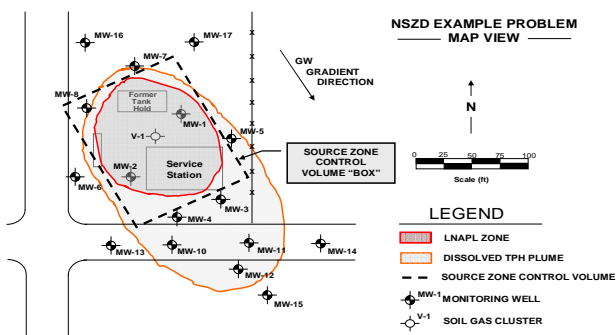 NSZD EXAMPLE PROBLEM
MAP VIEW
MW-16
MW-17
MW-7
GW
GRADIENT
DIRECTION
MW-8
Former
Tank
Hold
MW-1
N
V-1
MW-5
SOURCE ZONE
CONTROL
VOLUME “BOX”
0 25 50 75 100
Scale (ft)
MW-2
Service
Station
MW-6
MW-3
MW-4
LEGEND
LNAPL ZONE
MW-13
MW-10
MW-11
MW-14
DISSOLVED TPH PLUME
MW-12
SOURCE ZONE CONTROL VOLUME
MW-15
MW-1 MONITORING WELL
V-1 SOIL GAS CLUSTER